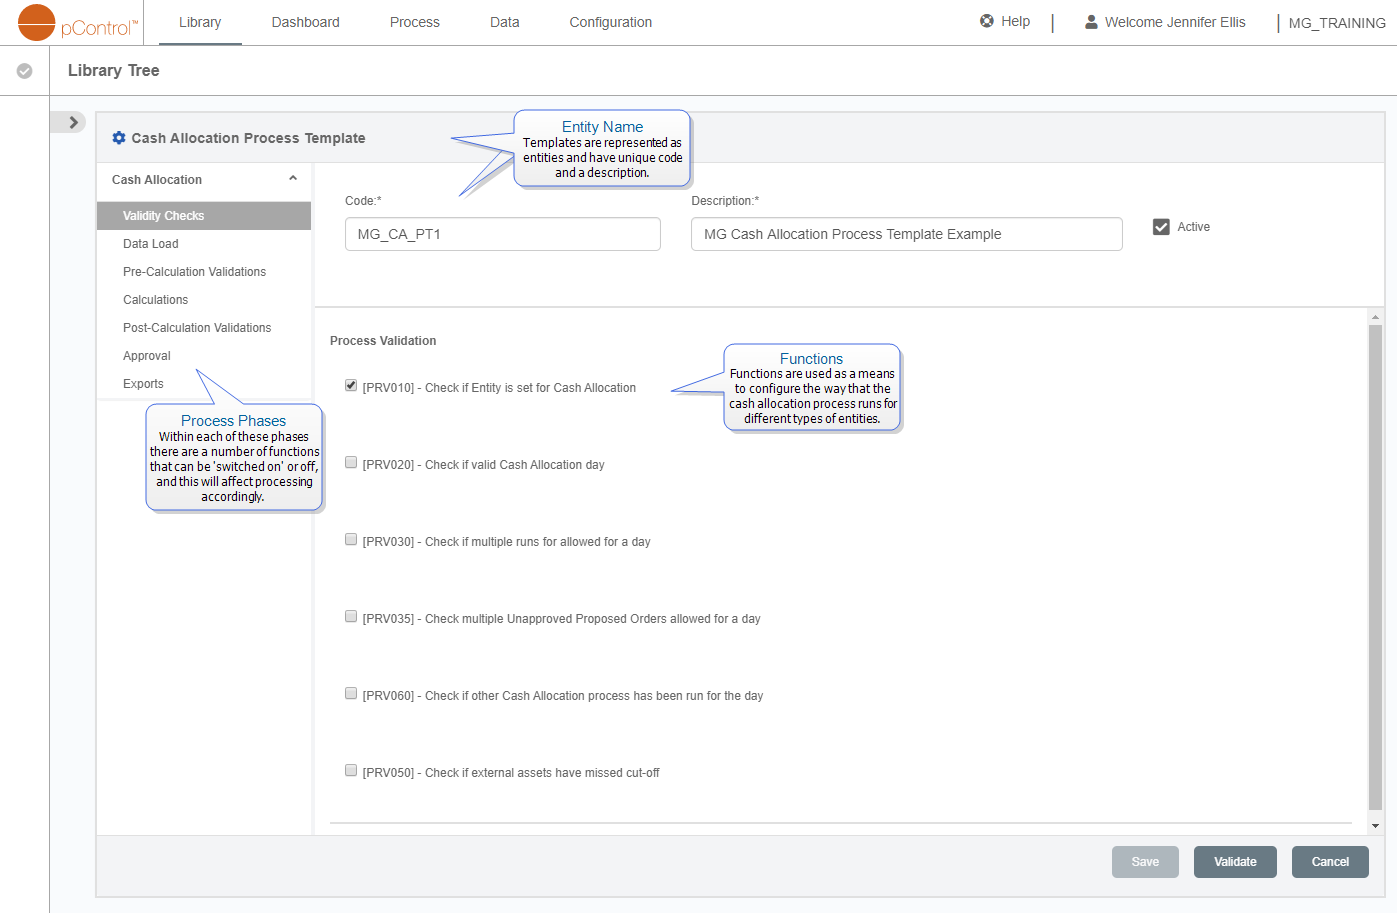 pControl™
Library
Dashboard
Process
Data
Configuration
Help
Welcome Jennifer Ellis
MG_TRAINING
Library Tree
Cash Allocation Process Template
Entity Name
Templates are represented as
entities and have unique code
and a description.
Cash Allocation
Validity Checks
Data Load
Pre-Calculation Validations
Calculations
Post-Calculation Validations
Approval
Exports
Process Phases
Within each of these phases
there are a number of functions
that can be 'switched on' or off,
and this will affect processing
accordingly.
Code:*
MG_CA_PT1
Description:*
MG Cash Allocation Process Template Example
Active
Process Validation
[PRV010] - Check if Entity is set for Cash Allocation
Functions
Functions are used as a means
to configure the way that the
cash allocation process runs for
different types of entities.
[PRV020] - Check if valid Cash Allocation day
[PRV030] - Check if multiple runs for allowed for a day
[PRV035] - Check multiple Unapproved Proposed Orders allowed for a day
[PRV060] - Check if other Cash Allocation process has been run for the day
[PRV050] - Check if external assets have missed cut-off
Save
Validate
Cancel